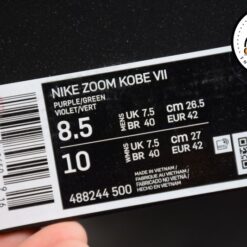 NIKE ZOOM KOBE VII
PURPLE/GREEN
VIOLET/VERT
8.5
MENS
UK 7.5
BR 40
cm 26.5
EUR 42
10
WMNS
UK 7.5
BR 40
cm 27
EUR 42
488244 500
MADE IN VIETNAM /
FABRIQUÉ AU VIETNAM /
HECHO EN VIETNAM